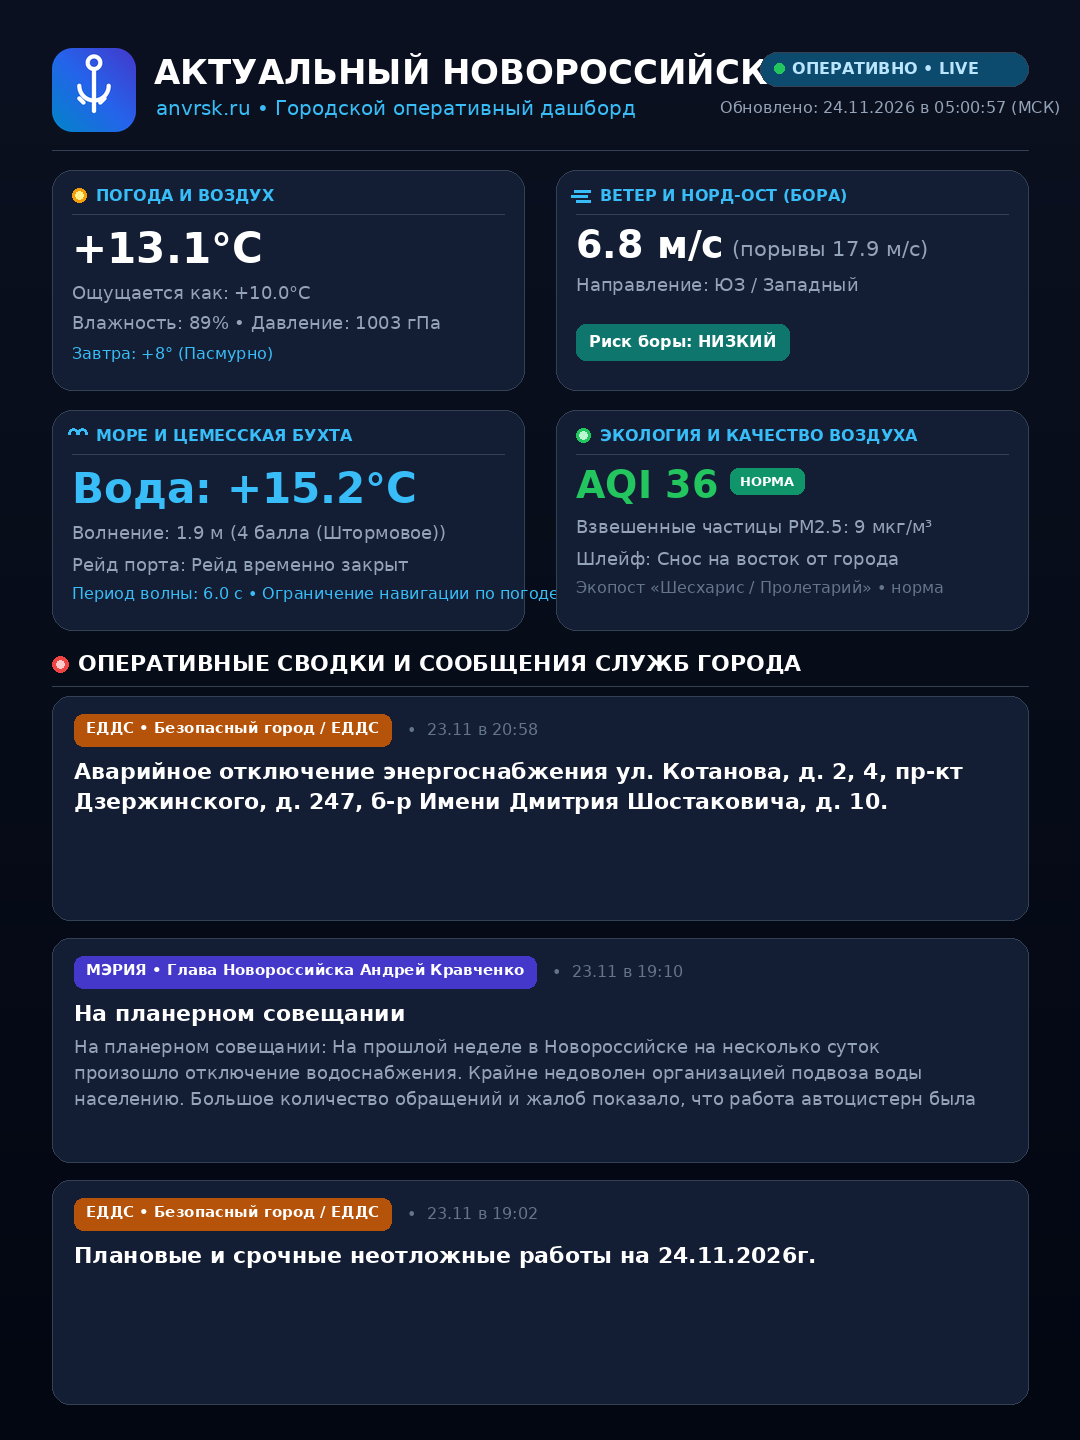 АКТУАЛЬНЫЙ НОВОРОССИЙСК
ОПЕРАТИВНО • LIVE
anvrsk.ru • Городской оперативный дашборд
Обновлено: 24.11.2026 в 05:00:57 (МСК)
ПОГОДА И ВОЗДУХ
+13.1°C
Ощущается как: +10.0°C
Влажность: 89% • Давление: 1003 гПа
Завтра: +8° (Пасмурно)
ВЕТЕР И НОРД-ОСТ (БОРА)
6.8 м/с (порывы 17.9 м/с)
Направление: ЮЗ / Западный
Риск боры: НИЗКИЙ
МОРЕ И ЦЕМЕССКАЯ БУХТА
Вода: +15.2°C
Волнение: 1.9 м (4 балла (Штормовое))
Рейд порта: Рейд временно закрыт
Период волны: 6.0 с • Ограничение навигации по погоде
ЭКОЛОГИЯ И КАЧЕСТВО ВОЗДУХА
AQI 36 НОРМА
Взвешенные частицы PM2.5: 9 мкг/м³
Шлейф: Снос на восток от города
Экопост «Шесхарис / Пролетарий» • норма
ОПЕРАТИВНЫЕ СВОДКИ И СООБЩЕНИЯ СЛУЖБ ГОРОДА
ЕДДС • Безопасный город / ЕДДС • 23.11 в 20:58
Аварийное отключение энергоснабжения ул. Котанова, д. 2, 4, пр-кт
Дзержинского, д. 247, б-р Имени Дмитрия Шостаковича, д. 10.
МЭРИЯ • Глава Новороссийска Андрей Кравченко • 23.11 в 19:10
На планерном совещании
На планерном совещании: На прошлой неделе в Новороссийске на несколько суток
произошло отключение водоснабжения. Крайне недоволен организацией подвоза воды
населению. Большое количество обращений и жалоб показало, что работа автоцистерн была
ЕДДС • Безопасный город / ЕДДС • 23.11 в 19:02
Плановые и срочные неотложные работы на 24.11.2026г.